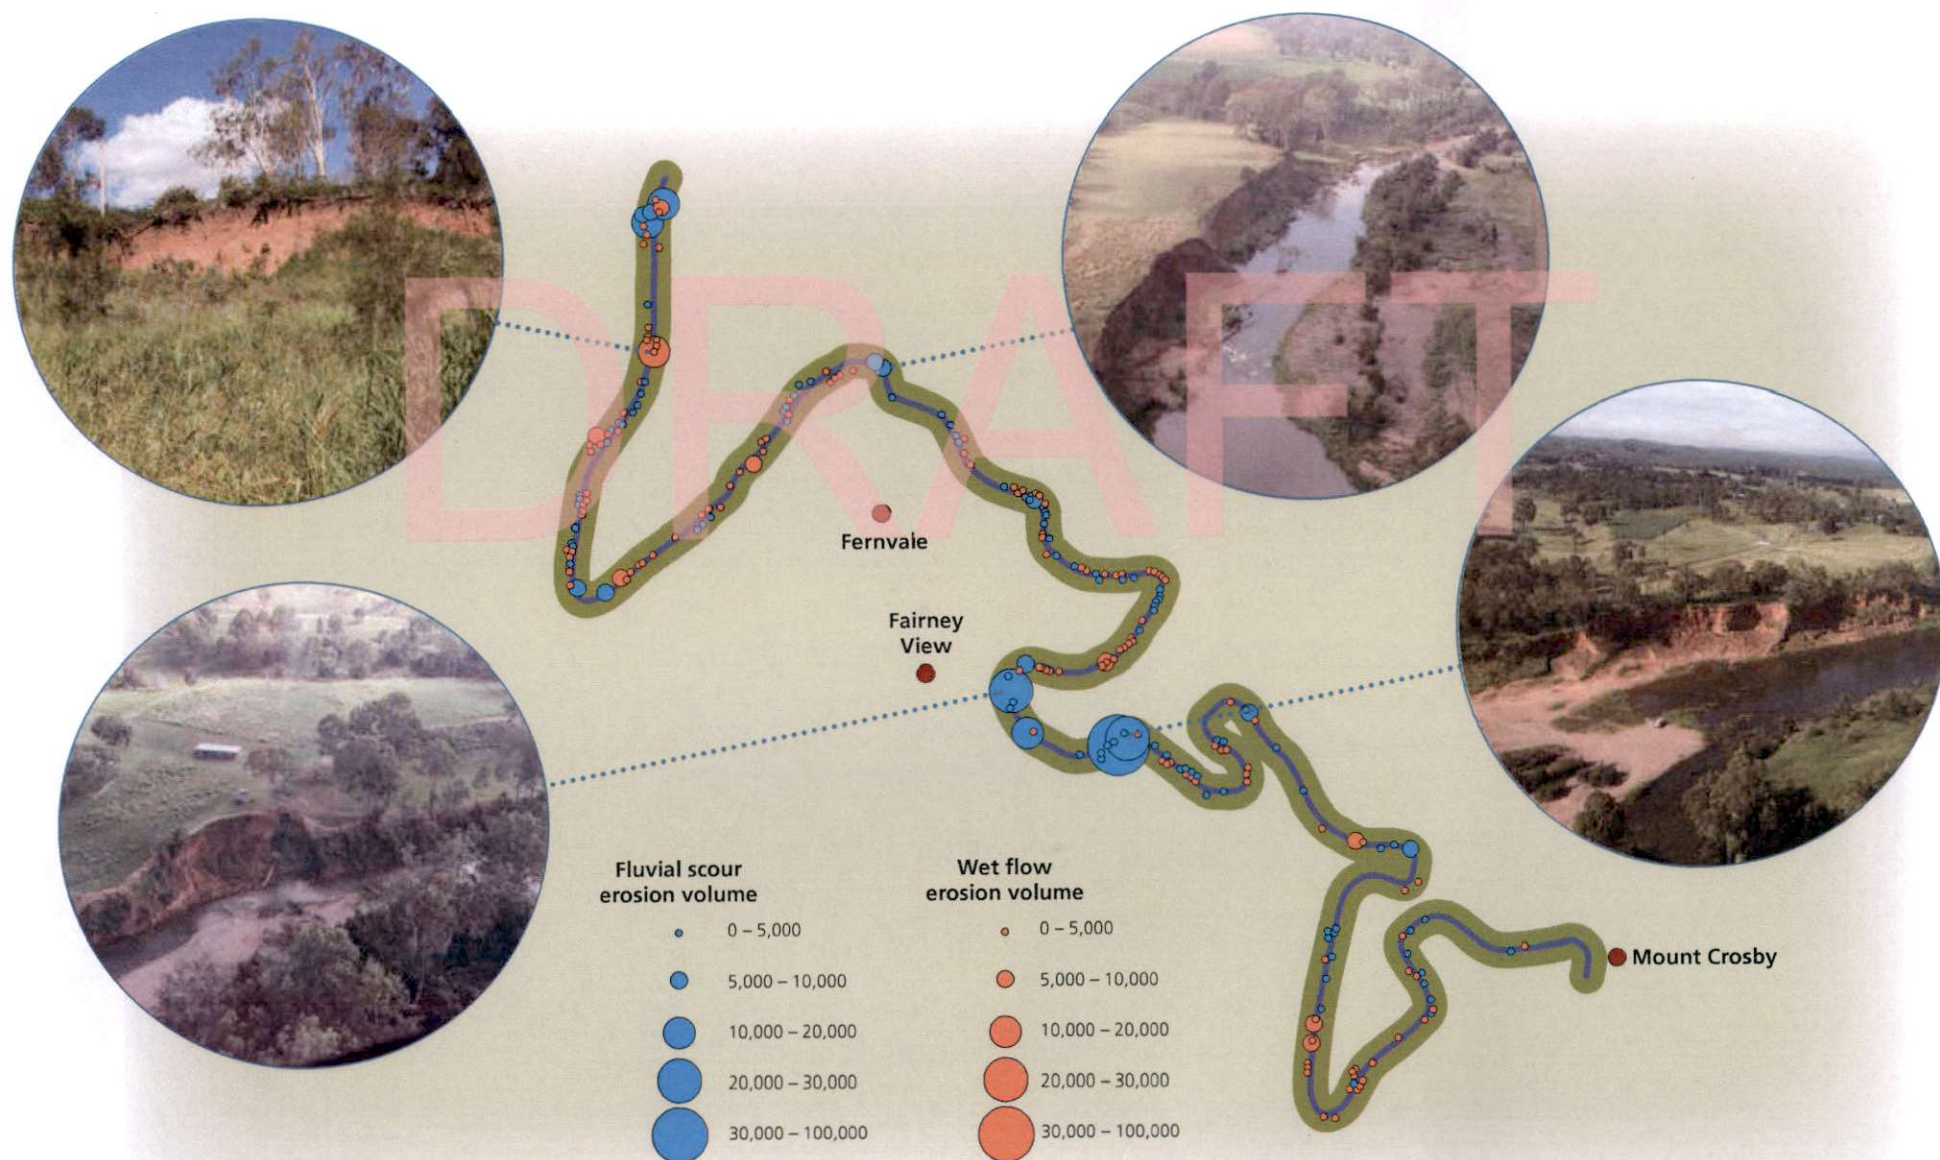 DRAFT
Fernvale
Fairney
View
Fluvial scour
erosion volume
0 – 5,000
5,000 – 10,000
10,000 – 20,000
20,000 – 30,000
30,000 – 100,000
Wet flow
erosion volume
0 – 5,000
5,000 – 10,000
10,000 – 20,000
20,000 – 30,000
30,000 – 100,000
Mount Crosby